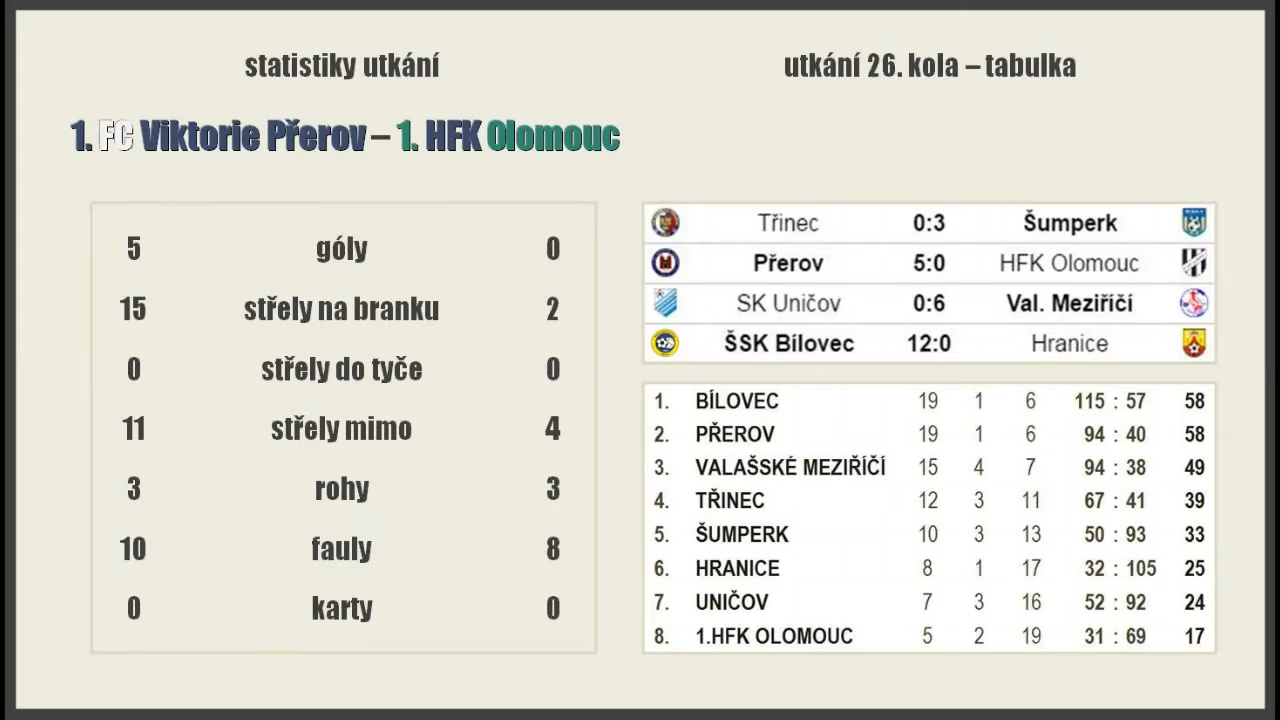 statistiky utkání
1. FC Viktorie Přerov – 1. HFK Olomouc
5 góly 0
15 střely na branku 2
0 střely do tyče 0
11 střely mimo 4
3 rohy 3
10 fauly 8
0 karty 0
utkání 26. kola – tabulka
Třinec 0:3 Šumperk
Přerov 5:0 HFK Olomouc
SK Uničov 0:6 Val. Meziříčí
ŠSK Bílovec 12:0 Hranice
1. BÍLOVEC 19 1 6 115 : 57 58
2. PŘEROV 19 1 6 94 : 40 58
3. VALAŠSKÉ MEZIŘÍČÍ 15 4 7 94 : 38 49
4. TŘINEC 12 3 11 67 : 41 39
5. ŠUMPERK 10 3 13 50 : 93 33
6. HRANICE 8 1 17 32 : 105 25
7. UNIČOV 7 3 16 52 : 92 24
8. 1.HFK OLOMOUC 5 2 19 31 : 69 17